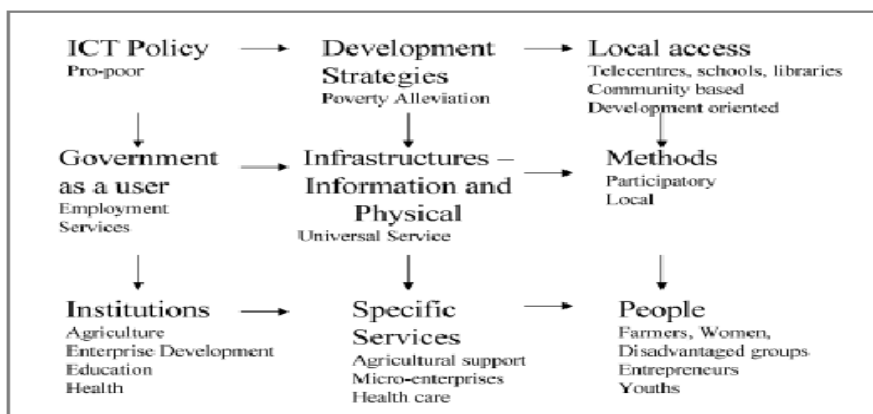 ICT Policy
Pro-poor
Development
Strategies
Poverty Alleviation
Local access
Telecentres, schools, libraries
Community based
Development oriented
Government
as a user
Employment
Services
Infrastructures –
Information and
Physical
Universal Service
Methods
Participatory
Local
Institutions
Agriculture
Enterprise Development
Education
Health
Specific
Services
Agricultural support
Micro-enterprises
Health care
People
Farmers, Women,
Disadvantaged groups
Entrepreneurs
Youths